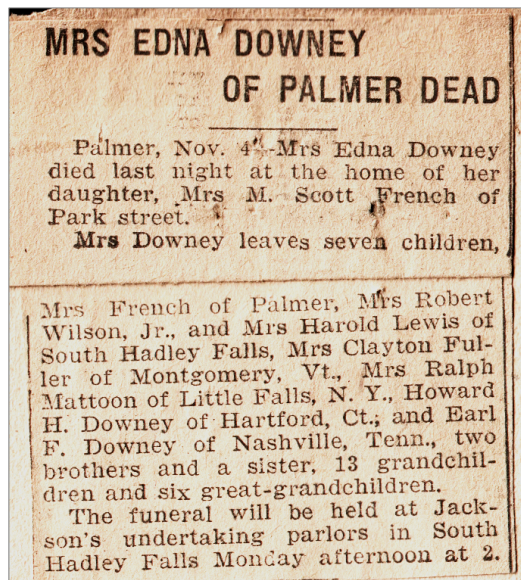 MRS EDNA DOWNEY
OF PALMER DEAD
Palmer, Nov. 4—Mrs Edna Downey
died last night at the home of her
daughter, Mrs M. Scott French of
Park street.
Mrs Downey leaves seven children,
Mrs French of Palmer, Mrs Robert
Wilson, Jr., and Mrs Harold Lewis of
South Hadley Falls, Mrs Clayton Ful-
ler of Montgomery, Vt., Mrs Ralph
Mattoon of Little Falls, N. Y., Howard
H. Downey of Hartford, Ct., and Earl
F. Downey of Nashville, Tenn., two
brothers and a sister, 13 grandchil-
dren and six great-grandchildren.
The funeral will be held at Jack-
son's undertaking parlors in South
Hadley Falls Monday afternoon at 2.